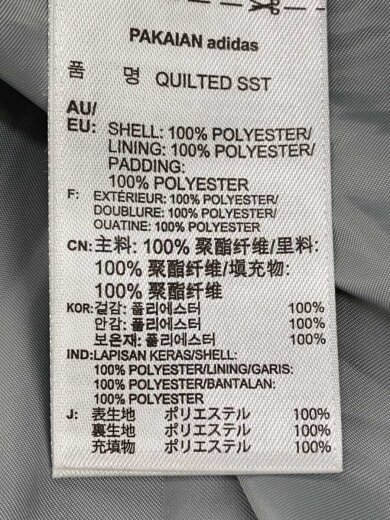 PAKAIAN adidas
품 명 QUILTED SST
AU/
EU: SHELL: 100% POLYESTER/
LINING: 100% POLYESTER/
PADDING:
100% POLYESTER
F: EXTÉRIEUR: 100% POLYESTER/
DOUBLURE: 100% POLYESTER/
OUATINE: 100% POLYESTER
CN: 主料: 100% 聚酯纤维/里料:
100% 聚酯纤维/填充物:
100% 聚酯纤维
KOR: 겉감: 폴리에스터 100%
안감: 폴리에스터 100%
보온재: 폴리에스터 100%
IND: LAPISAN KERAS/SHELL:
100% POLYESTER/LINING/GARIS:
100% POLYESTER/BANTALAN:
100% POLYESTER
J: 表生地 ポリエステル 100%
裏生地 ポリエステル 100%
充填物 ポリエステル 100%